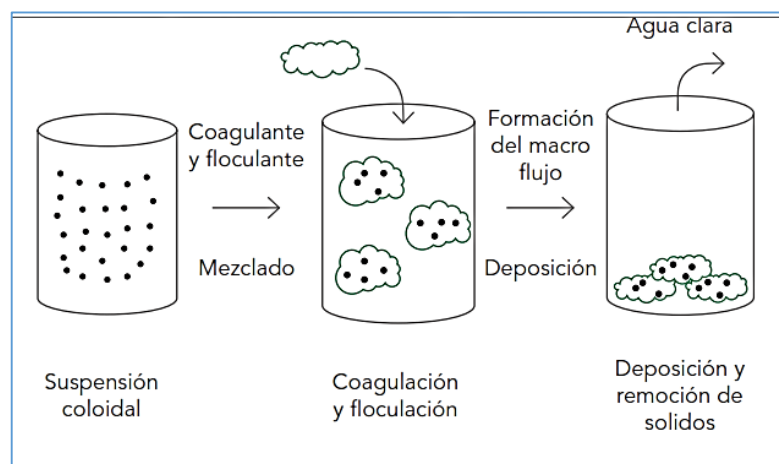 Agua clara
Coagulante
y floculante
Formación
del macro
flujo
Mezclado
Deposición
Suspensión
coloidal
Coagulación
y floculación
Deposición y
remoción de
solidos